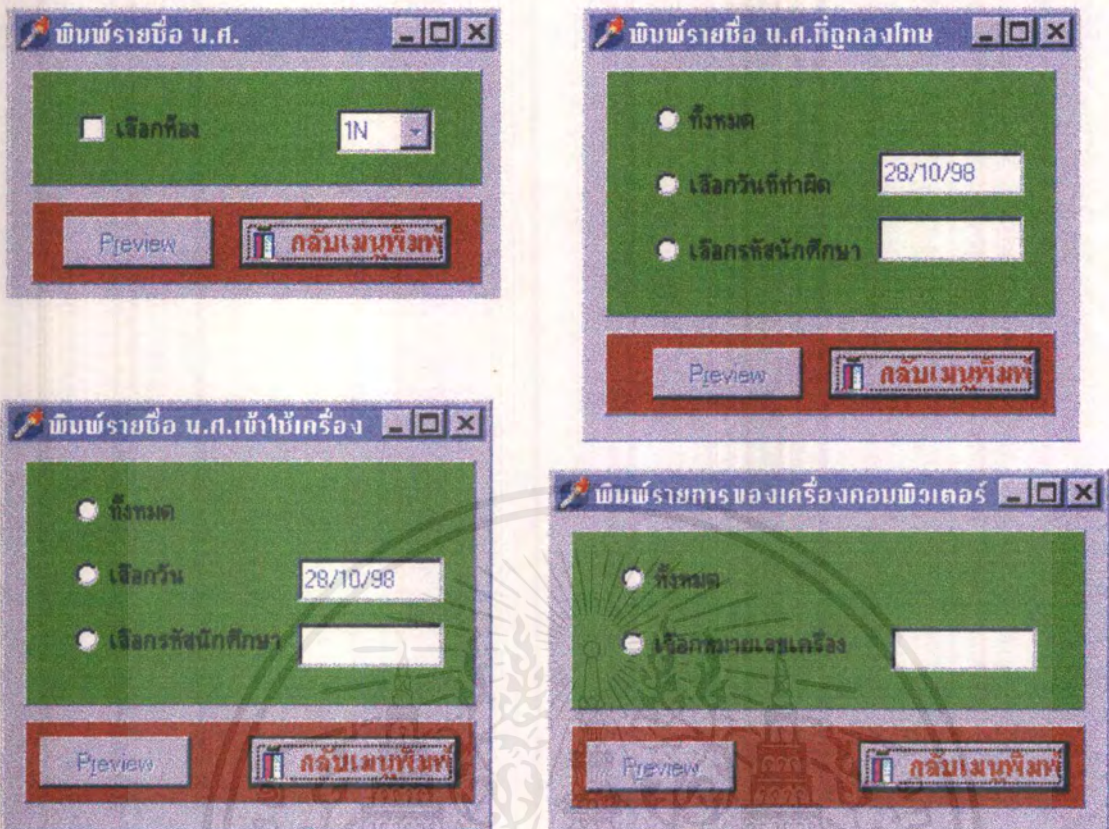 พิมพ์รายชื่อ น.ศ.
เลือกห้อง 1N
Preview กลับเมนูพิมพ์
พิมพ์รายชื่อ น.ศ.ที่ถูกลงโทษ
ทั้งหมด
เลือกวันที่ทำผิด 28/10/98
เลือกรหัสนักศึกษา
Preview กลับเมนูพิมพ์
พิมพ์รายชื่อ น.ศ.เข้าใช้เครื่อง
ทั้งหมด
เลือกวัน 28/10/98
เลือกรหัสนักศึกษา
Preview กลับเมนูพิมพ์
พิมพ์รายการของเครื่องคอมพิวเตอร์
ทั้งหมด
เลือกหมายเลขเครื่อง
Preview กลับเมนูพิมพ์